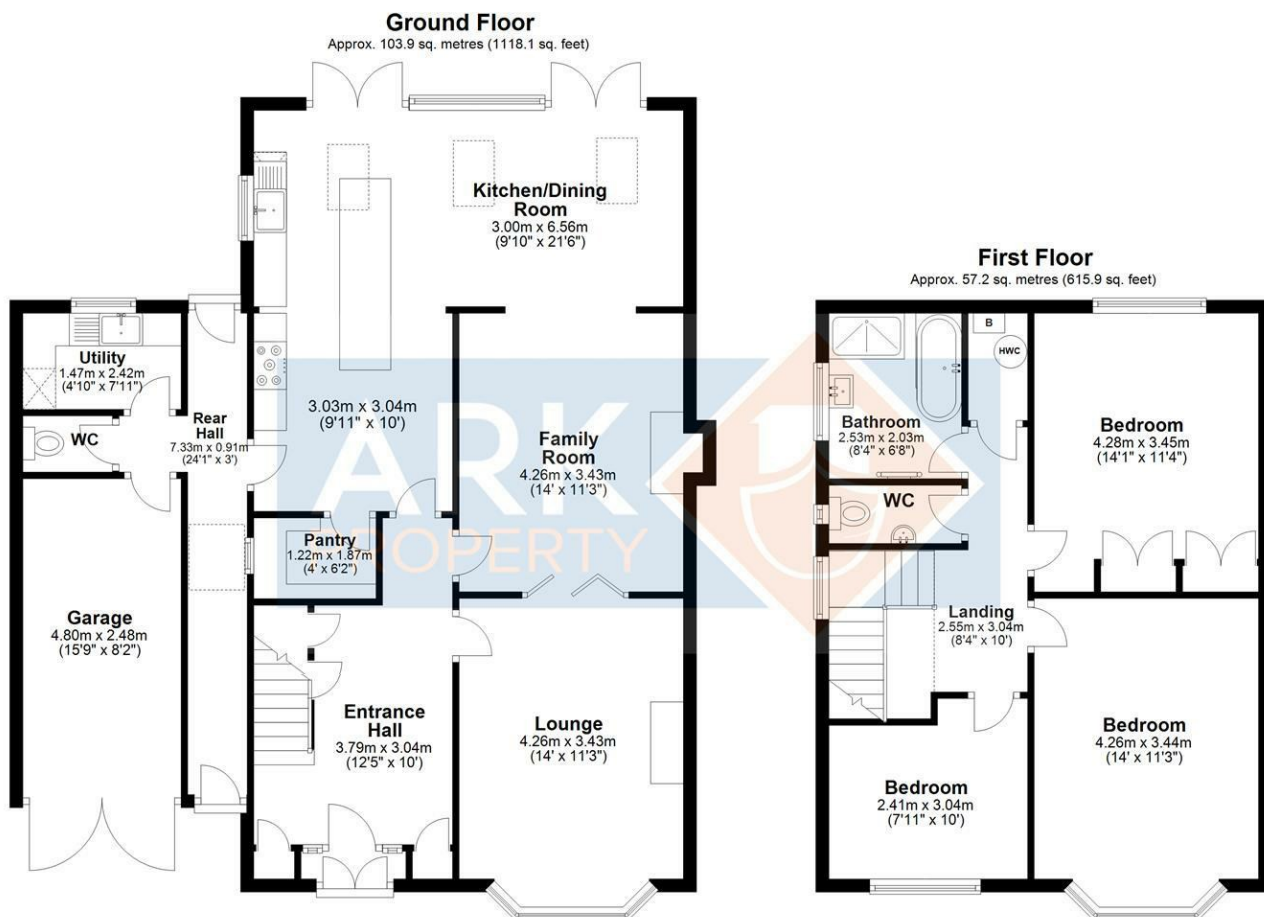 Ground Floor
Approx. 103.9 sq. metres (1118.1 sq. feet)
Kitchen/Dining
Room
3.00m x 6.56m
(9'10" x 21'6")
Utility
1.47m x 2.42m
(4'10" x 7'11")
WC
Rear
Hall
7.33m x 0.91m
(24'1" x 3')
3.03m x 3.04m
(9'11" x 10')
Family
Room
4.26m x 3.43m
(14' x 11'3")
Pantry
1.22m x 1.87m
(4' x 6'2")
Garage
4.80m x 2.48m
(15'9" x 8'2")
Entrance
Hall
3.79m x 3.04m
(12'5" x 10')
Lounge
4.26m x 3.43m
(14' x 11'3")
First Floor
Approx. 57.2 sq. metres (615.9 sq. feet)
B
HWC
Bathroom
2.53m x 2.03m
(8'4" x 6'8")
Bedroom
4.28m x 3.45m
(14'1" x 11'4")
WC
Landing
2.55m x 3.04m
(8'4" x 10')
Bedroom
2.41m x 3.04m
(7'11" x 10')
Bedroom
4.26m x 3.44m
(14' x 11'3")
ARK
PROPERTY